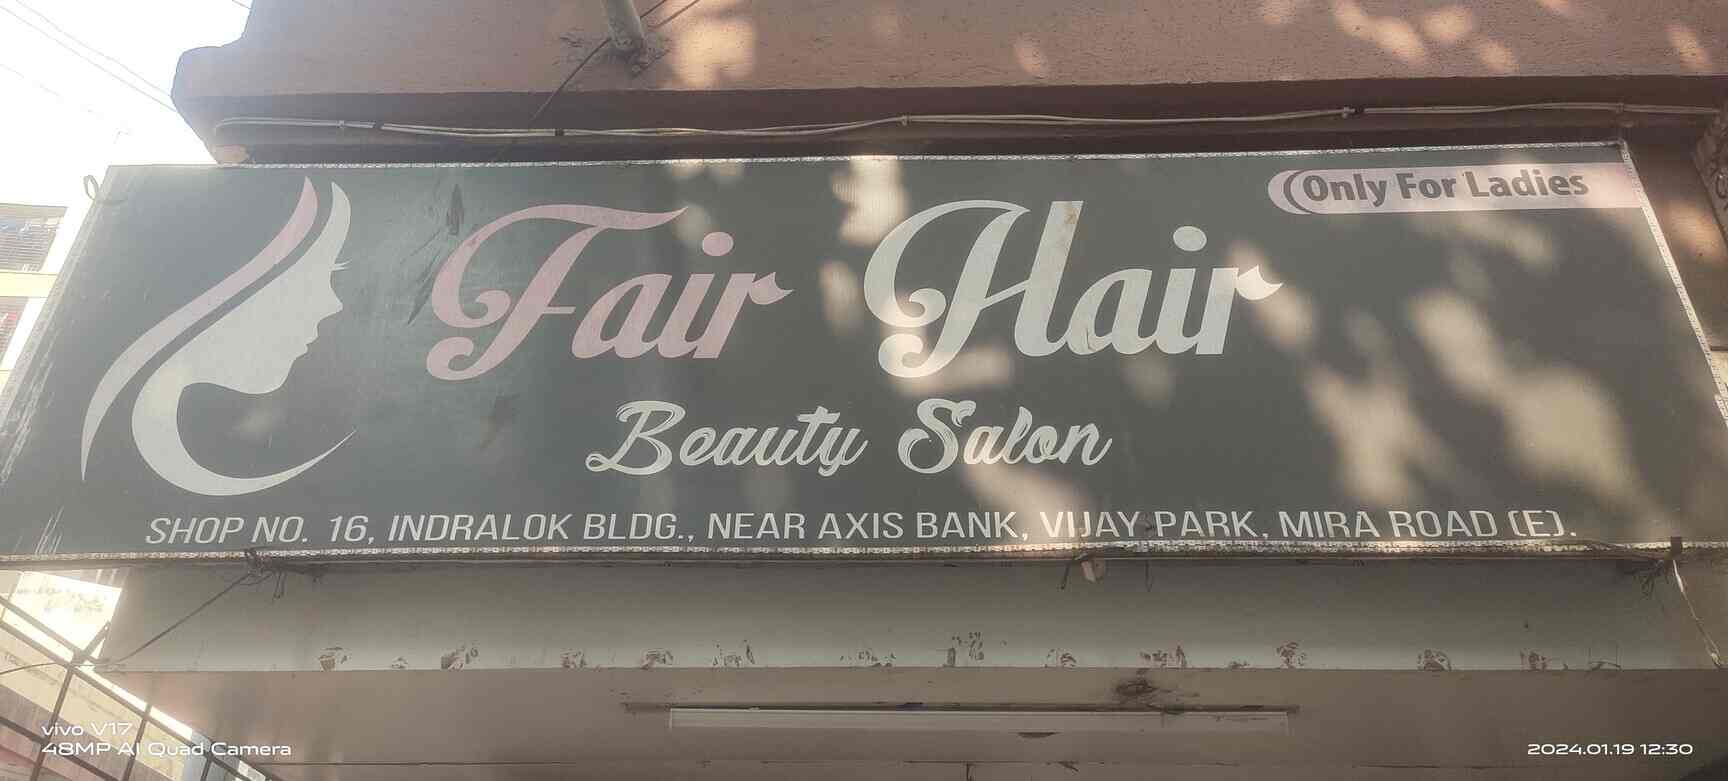 Only For Ladies
Fair Hair
Beauty Salon
SHOP NO. 16, INDRALOK BLDG., NEAR AXIS BANK, VIJAY PARK, MIRA ROAD (E).
vivo V17
48MP AI Quad Camera
2024.01.19 12:30